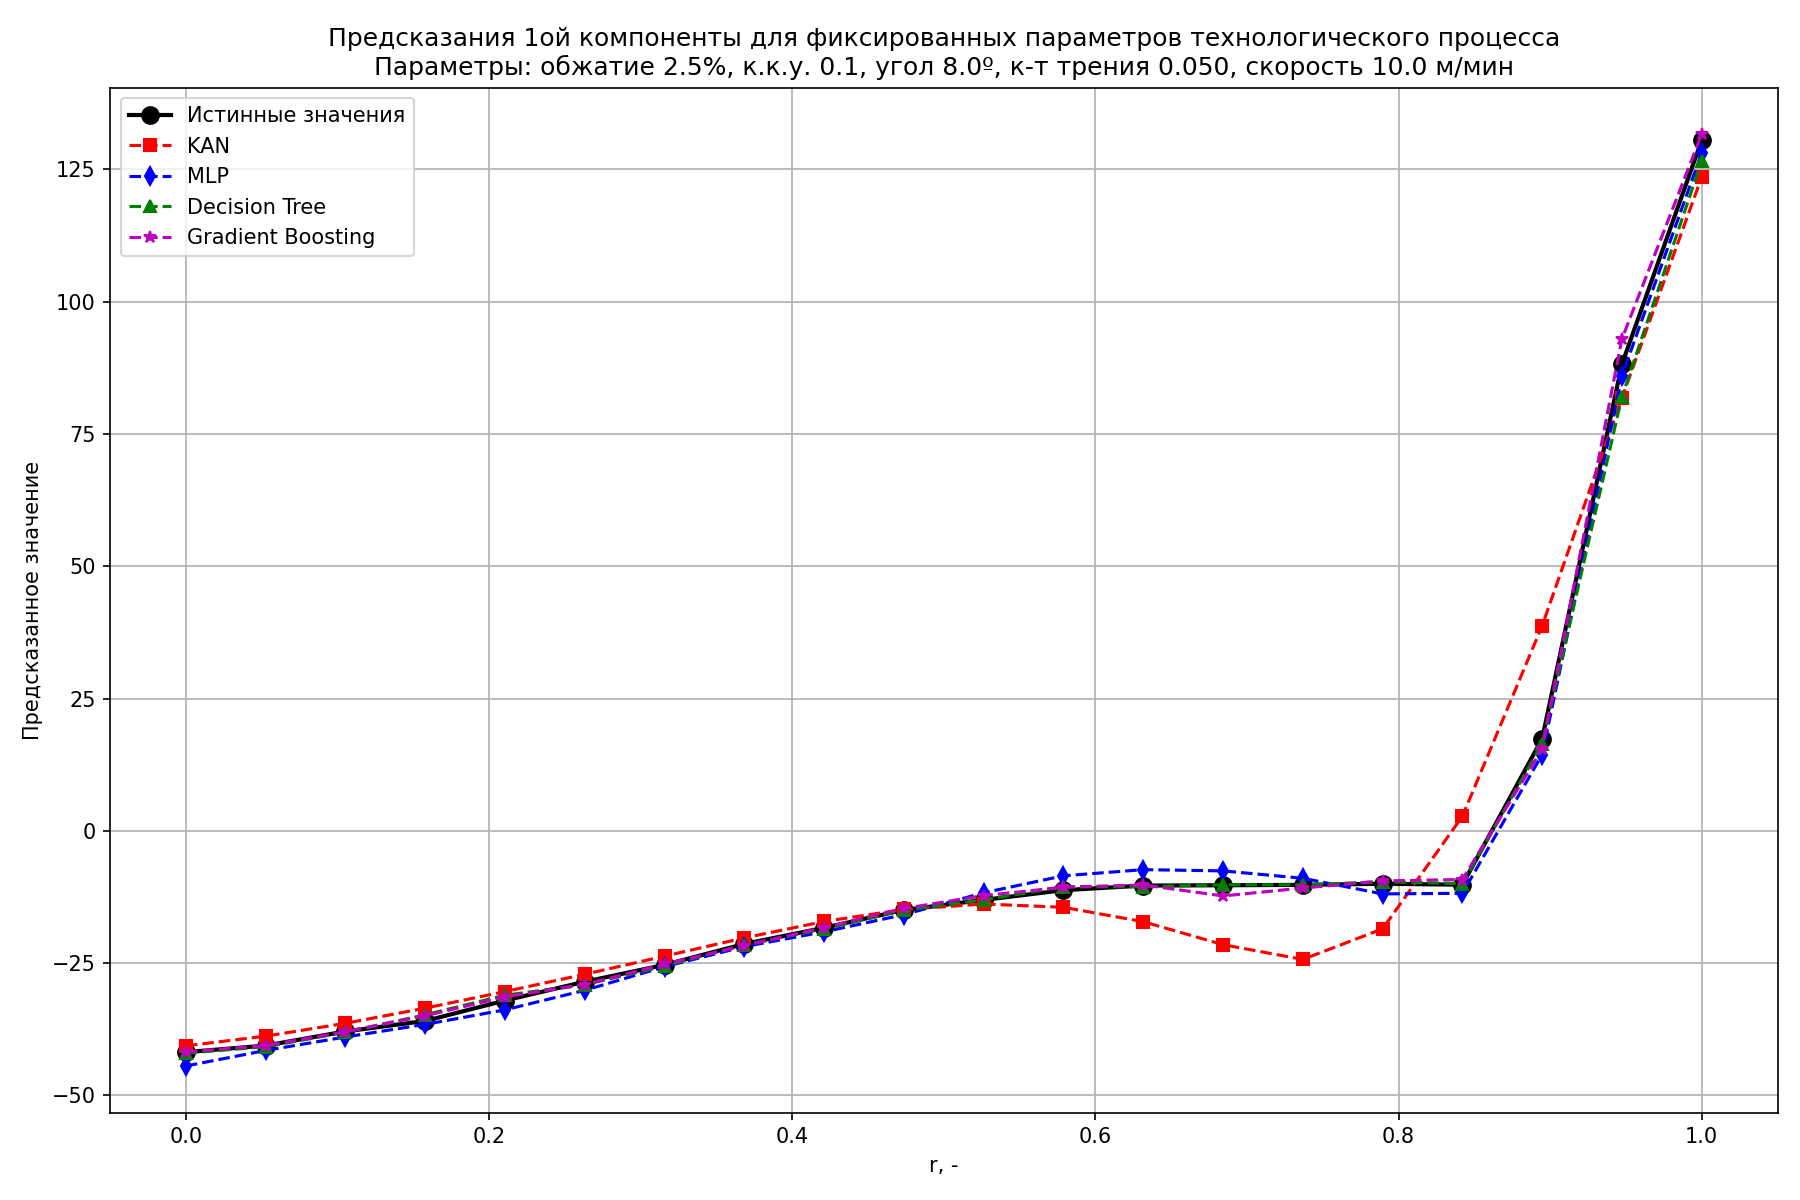 Предсказания 1ой компоненты для фиксированных параметров технологического процесса
Параметры: обжатие 2.5%, к.к.у. 0.1, угол 8.0º, к-т трения 0.050, скорость 10.0 м/мин
Истинные значения
KAN
MLP
Decision Tree
Gradient Boosting
Предсказанное значение
125
100
75
50
25
0
−25
−50
0.0
0.2
0.4
0.6
0.8
1.0
r, -